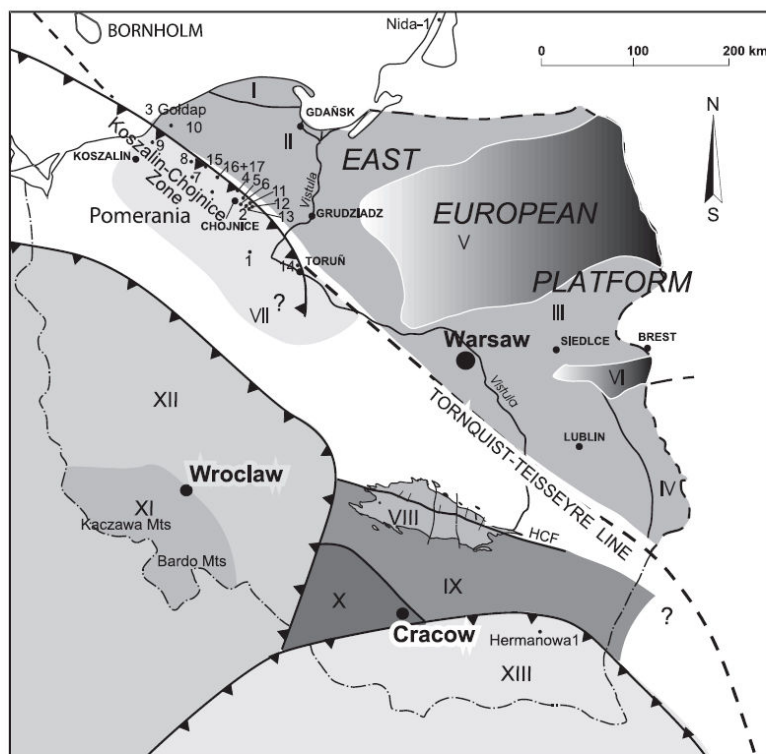 BORNHOLM
Nida-1
0 100 200 km
I
GDAŃSK
N
3 Gołdap
10
II
EAST
9
KOSZALIN
8
15
7
16+17
4 5 6
11
12
2
13
Koszalin-Chojnice
Zone
CHOJNICE
Vistula
GRUDZIADZ
EUROPEAN
S
Pomerania
V
1
14
TORUŃ
PLATFORM
?
VII
III
Warsaw
SIEDLCE
BREST
VI
Vistula
XII
TORNQUIST-TEISSEYRE LINE
LUBLIN
Wroclaw
IV
XI
Kaczawa Mts
VIII
HCF
Bardo Mts
IX
X
?
Cracow
Hermanowa1
XIII